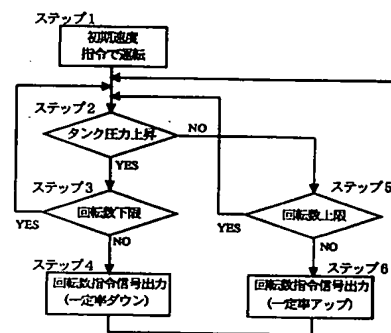 ステップ1
初期速度
指令で運転
ステップ2
タンク圧力上昇
NO
YES
ステップ3
回転数下限
YES
NO
ステップ5
回転数上限
YES
NO
ステップ4
回転数指令信号出力
(一定率ダウン)
ステップ6
回転数指令信号出力
(一定率アップ)